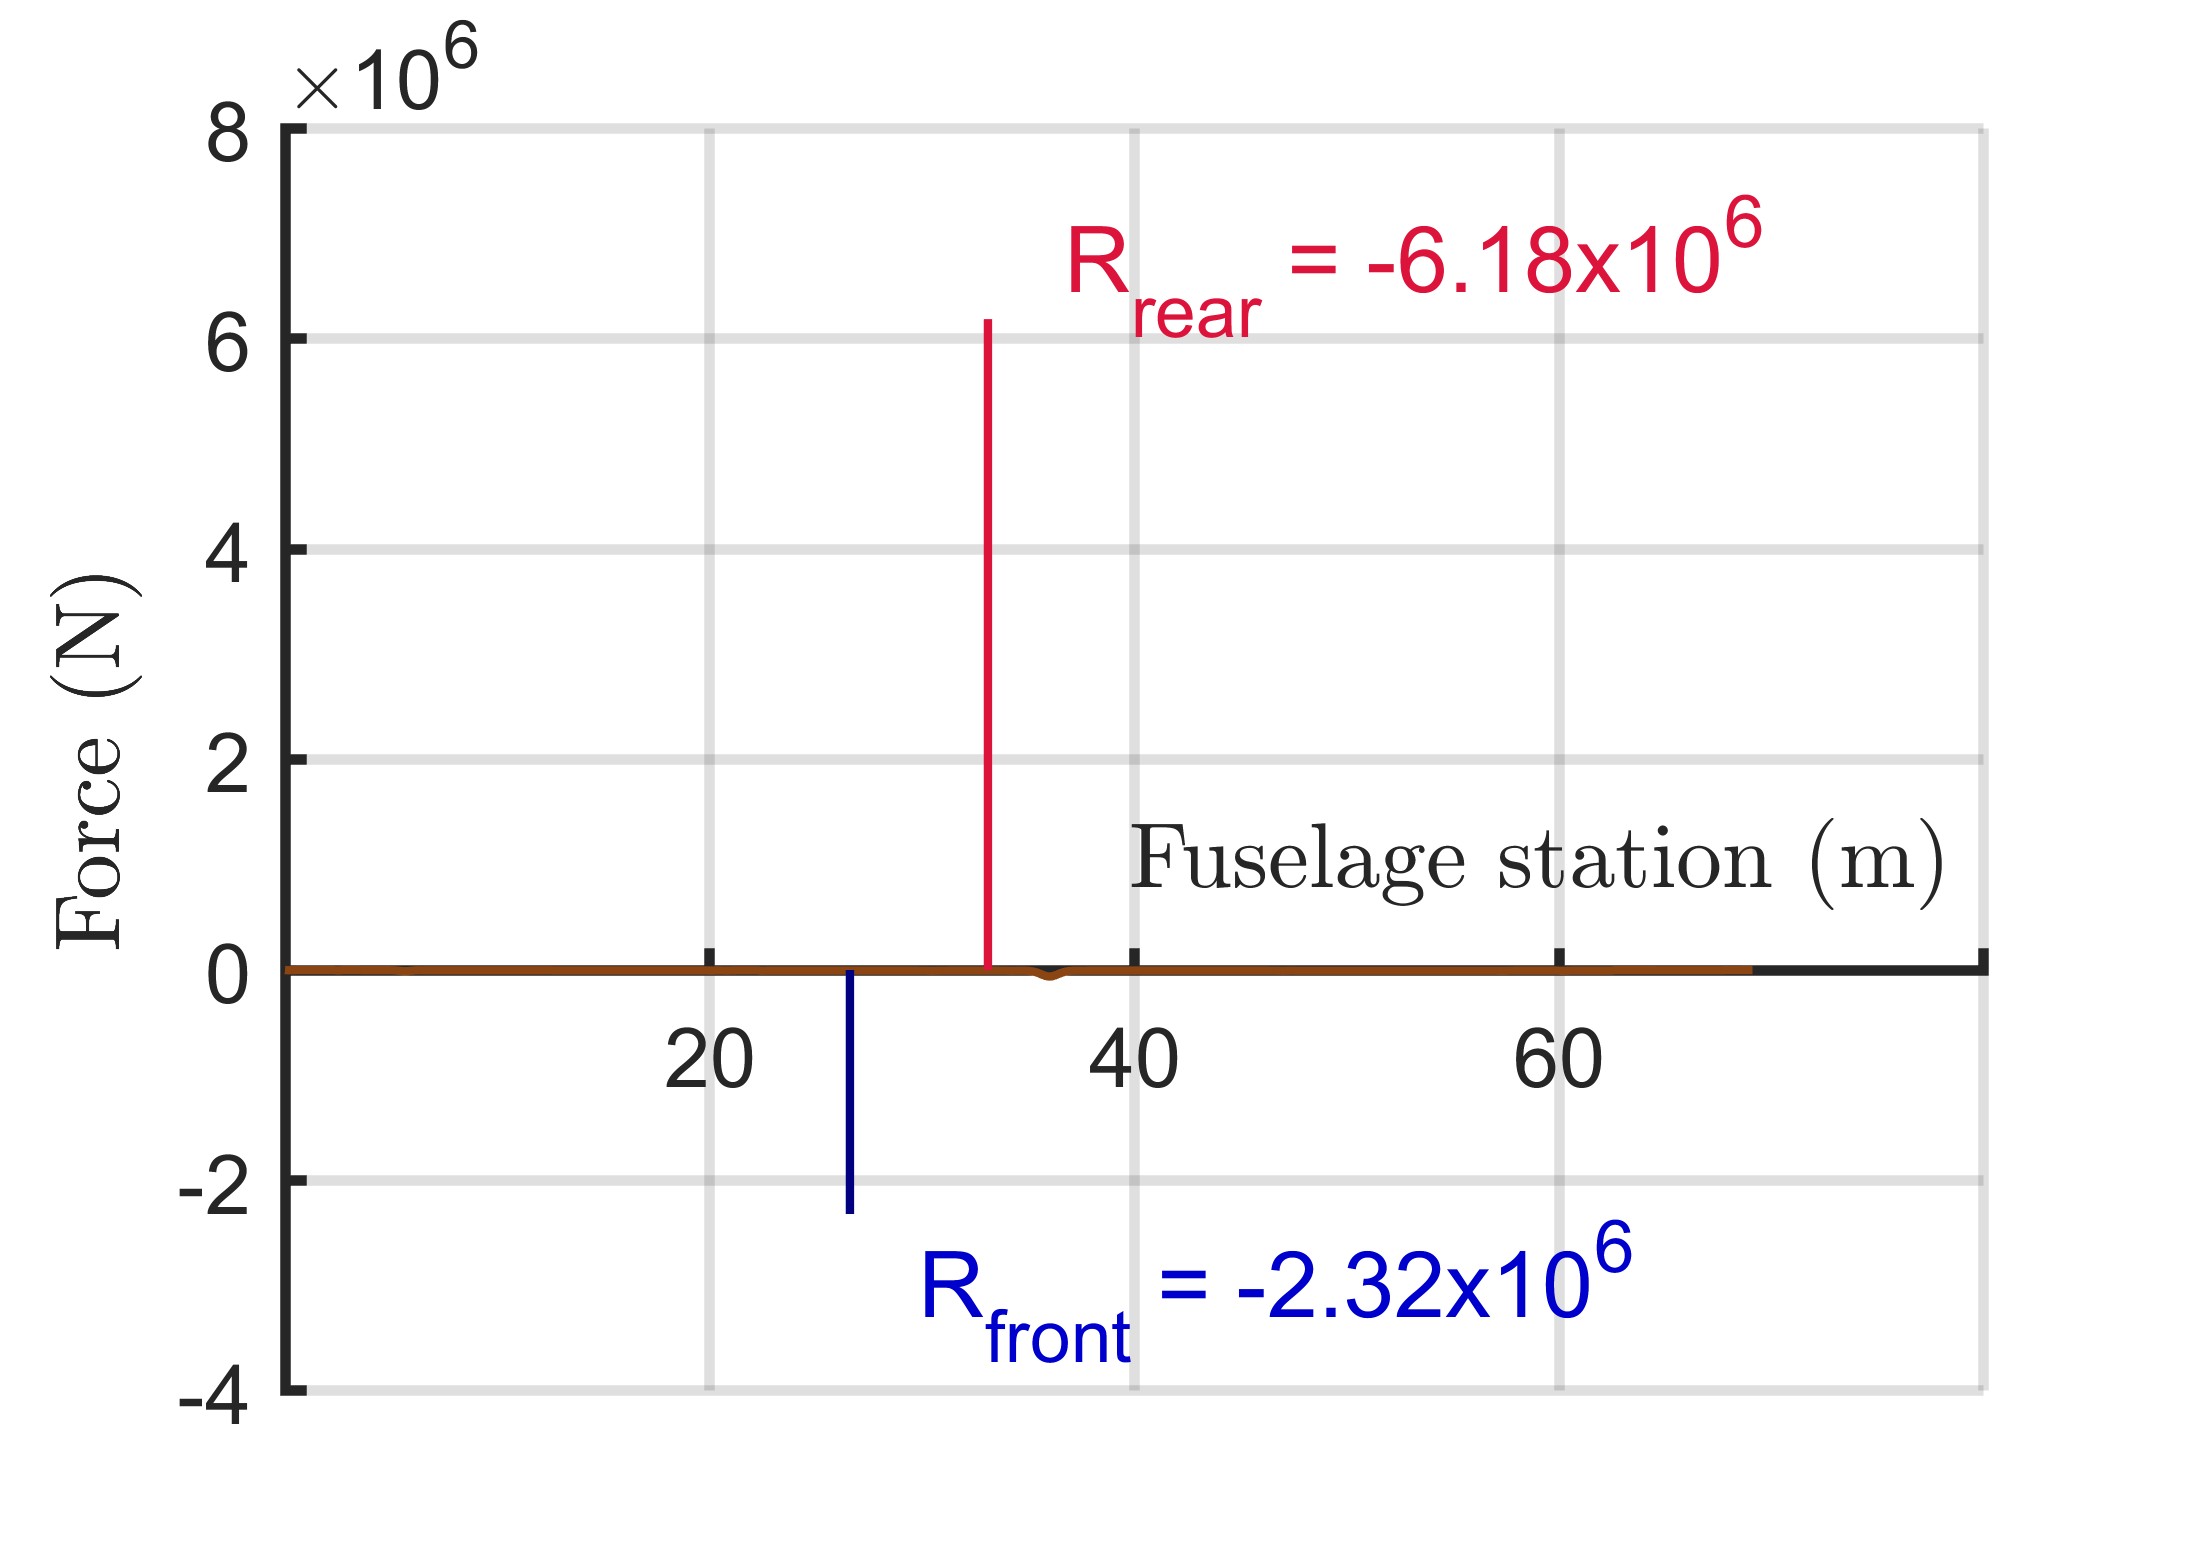 ×10^6
8
R_rear = -6.18x10^6
6
4
2
Force (N)
Fuselage station (m)
0
20 40 60
-2
R_front = -2.32x10^6
-4